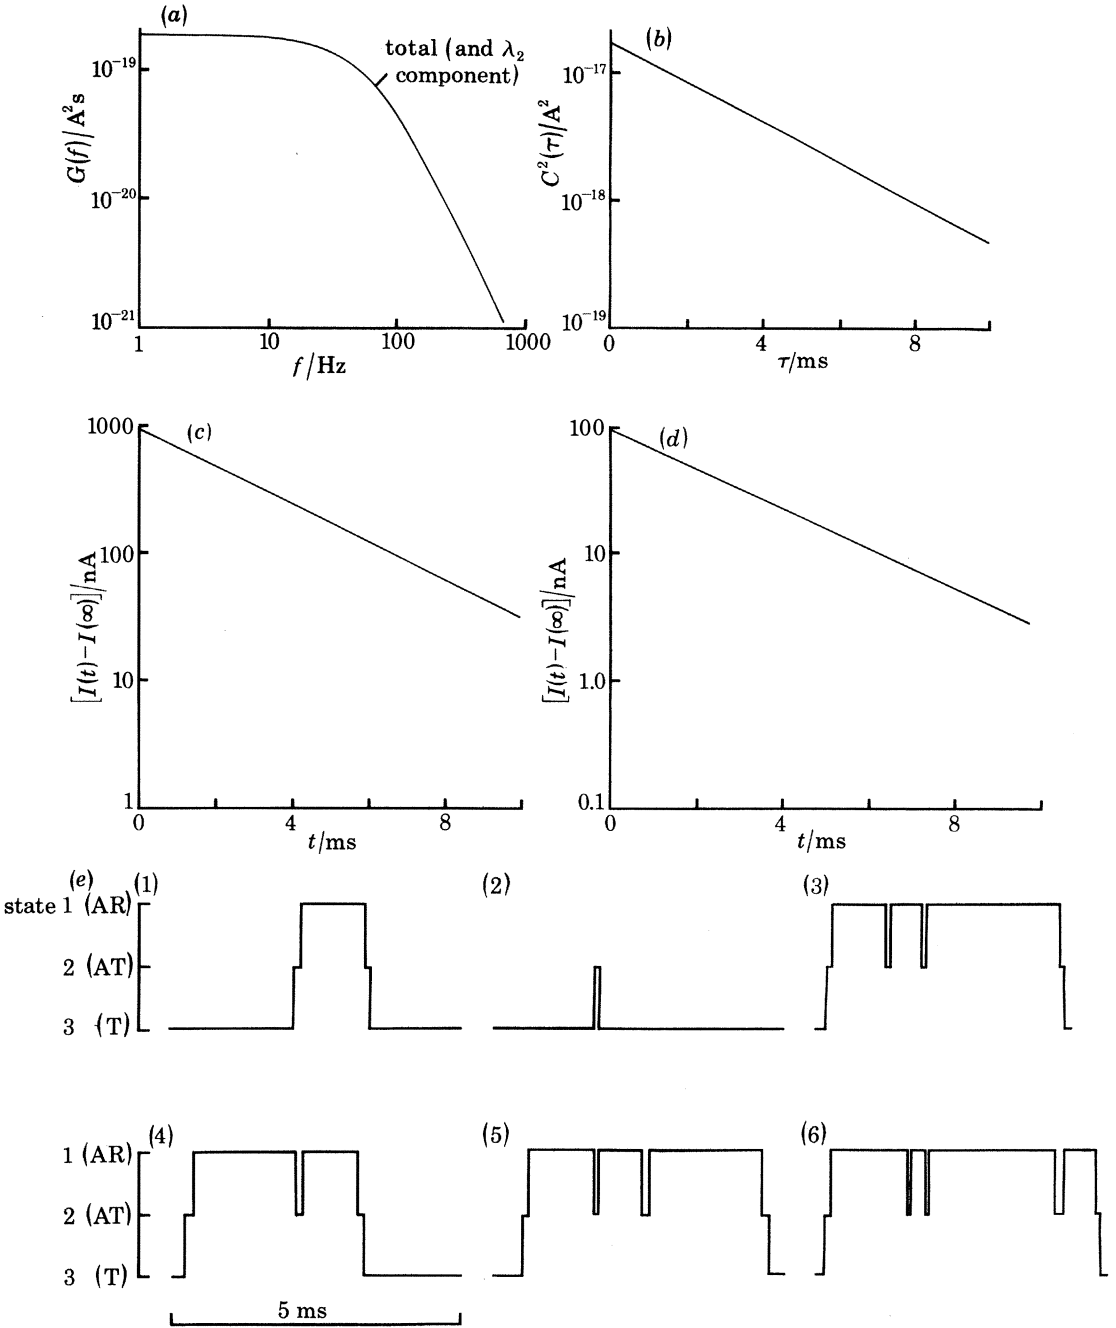 (a)
total (and λ₂
component)
G(f)/A²s
10⁻¹⁹
10⁻²⁰
10⁻²¹
1 10 100 1000
f/Hz
(b)
C²(τ)/A²
10⁻¹⁷
10⁻¹⁸
10⁻¹⁹
0 4 8
τ/ms
(c)
[I(t)−I(∞)]/nA
1000
100
10
1
0 4 8
t/ms
(d)
[I(t)−I(∞)]/nA
100
10
1.0
0.1
0 4 8
t/ms
(e)
(1) (2) (3)
state 1 (AR)
2 (AT)
3 (T)
(4) (5) (6)
1 (AR)
2 (AT)
3 (T)
5 ms